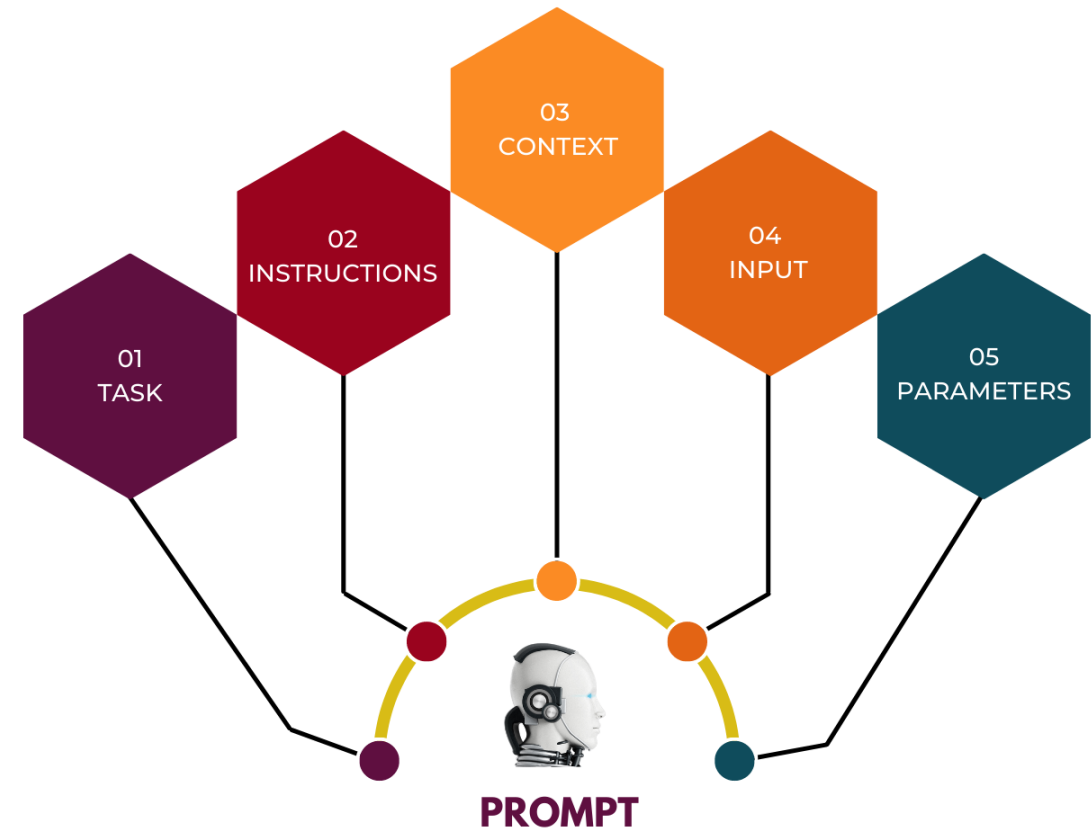 01
TASK
02
INSTRUCTIONS
03
CONTEXT
04
INPUT
05
PARAMETERS
PROMPT